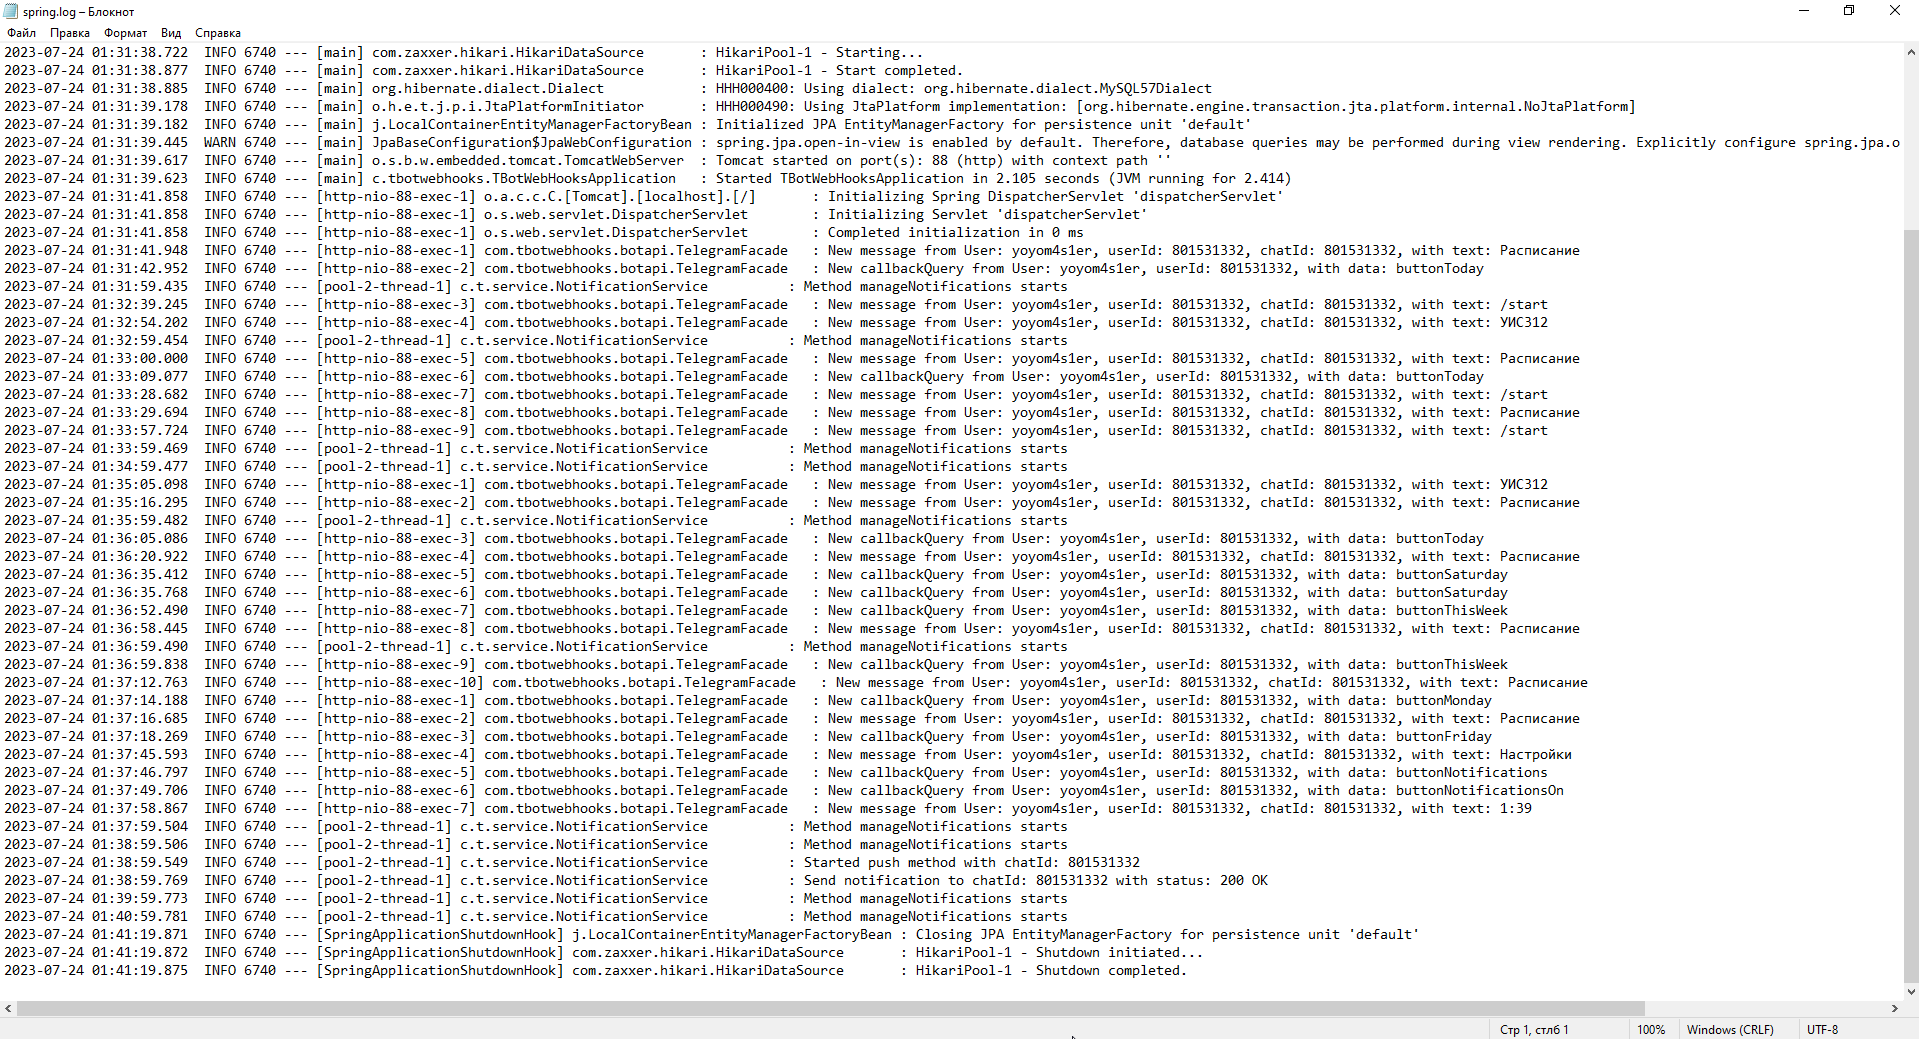 spring.log – Блокнот
Файл Правка Формат Вид Справка
2023-07-24 01:31:38.722  INFO 6740 --- [main] com.zaxxer.hikari.HikariDataSource       : HikariPool-1 - Starting...
2023-07-24 01:31:38.877  INFO 6740 --- [main] com.zaxxer.hikari.HikariDataSource       : HikariPool-1 - Start completed.
2023-07-24 01:31:38.885  INFO 6740 --- [main] org.hibernate.dialect.Dialect            : HHH000400: Using dialect: org.hibernate.dialect.MySQL57Dialect
2023-07-24 01:31:39.178  INFO 6740 --- [main] o.h.e.t.j.p.i.JtaPlatformInitiator       : HHH000490: Using JtaPlatform implementation: [org.hibernate.engine.transaction.jta.platform.internal.NoJtaPlatform]
2023-07-24 01:31:39.182  INFO 6740 --- [main] j.LocalContainerEntityManagerFactoryBean : Initialized JPA EntityManagerFactory for persistence unit 'default'
2023-07-24 01:31:39.445  WARN 6740 --- [main] JpaBaseConfiguration$JpaWebConfiguration : spring.jpa.open-in-view is enabled by default. Therefore, database queries may be performed during view rendering. Explicitly configure spring.jpa.o
2023-07-24 01:31:39.617  INFO 6740 --- [main] o.s.b.w.embedded.tomcat.TomcatWebServer  : Tomcat started on port(s): 88 (http) with context path ''
2023-07-24 01:31:39.623  INFO 6740 --- [main] c.tbotwebhooks.TBotWebHooksApplication   : Started TBotWebHooksApplication in 2.105 seconds (JVM running for 2.414)
2023-07-24 01:31:41.858  INFO 6740 --- [http-nio-88-exec-1] o.a.c.c.C.[Tomcat].[localhost].[/]       : Initializing Spring DispatcherServlet 'dispatcherServlet'
2023-07-24 01:31:41.858  INFO 6740 --- [http-nio-88-exec-1] o.s.web.servlet.DispatcherServlet        : Initializing Servlet 'dispatcherServlet'
2023-07-24 01:31:41.858  INFO 6740 --- [http-nio-88-exec-1] o.s.web.servlet.DispatcherServlet        : Completed initialization in 0 ms
2023-07-24 01:31:41.948  INFO 6740 --- [http-nio-88-exec-1] com.tbotwebhooks.botapi.TelegramFacade   : New message from User: yoyom4s1er, userId: 801531332, chatId: 801531332, with text: Расписание
2023-07-24 01:31:42.952  INFO 6740 --- [http-nio-88-exec-2] com.tbotwebhooks.botapi.TelegramFacade   : New callbackQuery from User: yoyom4s1er, userId: 801531332, with data: buttonToday
2023-07-24 01:31:59.435  INFO 6740 --- [pool-2-thread-1] c.t.service.NotificationService          : Method manageNotifications starts
2023-07-24 01:32:39.245  INFO 6740 --- [http-nio-88-exec-3] com.tbotwebhooks.botapi.TelegramFacade   : New message from User: yoyom4s1er, userId: 801531332, chatId: 801531332, with text: /start
2023-07-24 01:32:54.202  INFO 6740 --- [http-nio-88-exec-4] com.tbotwebhooks.botapi.TelegramFacade   : New message from User: yoyom4s1er, userId: 801531332, chatId: 801531332, with text: УИС312
2023-07-24 01:32:59.454  INFO 6740 --- [pool-2-thread-1] c.t.service.NotificationService          : Method manageNotifications starts
2023-07-24 01:33:00.000  INFO 6740 --- [http-nio-88-exec-5] com.tbotwebhooks.botapi.TelegramFacade   : New message from User: yoyom4s1er, userId: 801531332, chatId: 801531332, with text: Расписание
2023-07-24 01:33:09.077  INFO 6740 --- [http-nio-88-exec-6] com.tbotwebhooks.botapi.TelegramFacade   : New callbackQuery from User: yoyom4s1er, userId: 801531332, with data: buttonToday
2023-07-24 01:33:28.682  INFO 6740 --- [http-nio-88-exec-7] com.tbotwebhooks.botapi.TelegramFacade   : New message from User: yoyom4s1er, userId: 801531332, chatId: 801531332, with text: /start
2023-07-24 01:33:29.694  INFO 6740 --- [http-nio-88-exec-8] com.tbotwebhooks.botapi.TelegramFacade   : New message from User: yoyom4s1er, userId: 801531332, chatId: 801531332, with text: Расписание
2023-07-24 01:33:57.724  INFO 6740 --- [http-nio-88-exec-9] com.tbotwebhooks.botapi.TelegramFacade   : New message from User: yoyom4s1er, userId: 801531332, chatId: 801531332, with text: /start
2023-07-24 01:33:59.469  INFO 6740 --- [pool-2-thread-1] c.t.service.NotificationService          : Method manageNotifications starts
2023-07-24 01:34:59.477  INFO 6740 --- [pool-2-thread-1] c.t.service.NotificationService          : Method manageNotifications starts
2023-07-24 01:35:05.098  INFO 6740 --- [http-nio-88-exec-1] com.tbotwebhooks.botapi.TelegramFacade   : New message from User: yoyom4s1er, userId: 801531332, chatId: 801531332, with text: УИС312
2023-07-24 01:35:16.295  INFO 6740 --- [http-nio-88-exec-2] com.tbotwebhooks.botapi.TelegramFacade   : New message from User: yoyom4s1er, userId: 801531332, chatId: 801531332, with text: Расписание
2023-07-24 01:35:59.482  INFO 6740 --- [pool-2-thread-1] c.t.service.NotificationService          : Method manageNotifications starts
2023-07-24 01:36:05.086  INFO 6740 --- [http-nio-88-exec-3] com.tbotwebhooks.botapi.TelegramFacade   : New callbackQuery from User: yoyom4s1er, userId: 801531332, with data: buttonToday
2023-07-24 01:36:20.922  INFO 6740 --- [http-nio-88-exec-4] com.tbotwebhooks.botapi.TelegramFacade   : New message from User: yoyom4s1er, userId: 801531332, chatId: 801531332, with text: Расписание
2023-07-24 01:36:35.412  INFO 6740 --- [http-nio-88-exec-5] com.tbotwebhooks.botapi.TelegramFacade   : New callbackQuery from User: yoyom4s1er, userId: 801531332, with data: buttonSaturday
2023-07-24 01:36:35.768  INFO 6740 --- [http-nio-88-exec-6] com.tbotwebhooks.botapi.TelegramFacade   : New callbackQuery from User: yoyom4s1er, userId: 801531332, with data: buttonSaturday
2023-07-24 01:36:52.490  INFO 6740 --- [http-nio-88-exec-7] com.tbotwebhooks.botapi.TelegramFacade   : New callbackQuery from User: yoyom4s1er, userId: 801531332, with data: buttonThisWeek
2023-07-24 01:36:58.445  INFO 6740 --- [http-nio-88-exec-8] com.tbotwebhooks.botapi.TelegramFacade   : New message from User: yoyom4s1er, userId: 801531332, chatId: 801531332, with text: Расписание
2023-07-24 01:36:59.490  INFO 6740 --- [pool-2-thread-1] c.t.service.NotificationService          : Method manageNotifications starts
2023-07-24 01:36:59.838  INFO 6740 --- [http-nio-88-exec-9] com.tbotwebhooks.botapi.TelegramFacade   : New callbackQuery from User: yoyom4s1er, userId: 801531332, with data: buttonThisWeek
2023-07-24 01:37:12.763  INFO 6740 --- [http-nio-88-exec-10] com.tbotwebhooks.botapi.TelegramFacade   : New message from User: yoyom4s1er, userId: 801531332, chatId: 801531332, with text: Расписание
2023-07-24 01:37:14.188  INFO 6740 --- [http-nio-88-exec-1] com.tbotwebhooks.botapi.TelegramFacade   : New callbackQuery from User: yoyom4s1er, userId: 801531332, with data: buttonMonday
2023-07-24 01:37:16.685  INFO 6740 --- [http-nio-88-exec-2] com.tbotwebhooks.botapi.TelegramFacade   : New message from User: yoyom4s1er, userId: 801531332, chatId: 801531332, with text: Расписание
2023-07-24 01:37:18.269  INFO 6740 --- [http-nio-88-exec-3] com.tbotwebhooks.botapi.TelegramFacade   : New callbackQuery from User: yoyom4s1er, userId: 801531332, with data: buttonFriday
2023-07-24 01:37:45.593  INFO 6740 --- [http-nio-88-exec-4] com.tbotwebhooks.botapi.TelegramFacade   : New message from User: yoyom4s1er, userId: 801531332, chatId: 801531332, with text: Настройки
2023-07-24 01:37:46.797  INFO 6740 --- [http-nio-88-exec-5] com.tbotwebhooks.botapi.TelegramFacade   : New callbackQuery from User: yoyom4s1er, userId: 801531332, with data: buttonNotifications
2023-07-24 01:37:49.706  INFO 6740 --- [http-nio-88-exec-6] com.tbotwebhooks.botapi.TelegramFacade   : New callbackQuery from User: yoyom4s1er, userId: 801531332, with data: buttonNotificationsOn
2023-07-24 01:37:58.867  INFO 6740 --- [http-nio-88-exec-7] com.tbotwebhooks.botapi.TelegramFacade   : New message from User: yoyom4s1er, userId: 801531332, chatId: 801531332, with text: 1:39
2023-07-24 01:37:59.504  INFO 6740 --- [pool-2-thread-1] c.t.service.NotificationService          : Method manageNotifications starts
2023-07-24 01:38:59.506  INFO 6740 --- [pool-2-thread-1] c.t.service.NotificationService          : Method manageNotifications starts
2023-07-24 01:38:59.549  INFO 6740 --- [pool-2-thread-1] c.t.service.NotificationService          : Started push method with chatId: 801531332
2023-07-24 01:38:59.769  INFO 6740 --- [pool-2-thread-1] c.t.service.NotificationService          : Send notification to chatId: 801531332 with status: 200 OK
2023-07-24 01:39:59.773  INFO 6740 --- [pool-2-thread-1] c.t.service.NotificationService          : Method manageNotifications starts
2023-07-24 01:40:59.781  INFO 6740 --- [pool-2-thread-1] c.t.service.NotificationService          : Method manageNotifications starts
2023-07-24 01:41:19.871  INFO 6740 --- [SpringApplicationShutdownHook] j.LocalContainerEntityManagerFactoryBean : Closing JPA EntityManagerFactory for persistence unit 'default'
2023-07-24 01:41:19.872  INFO 6740 --- [SpringApplicationShutdownHook] com.zaxxer.hikari.HikariDataSource       : HikariPool-1 - Shutdown initiated...
2023-07-24 01:41:19.875  INFO 6740 --- [SpringApplicationShutdownHook] com.zaxxer.hikari.HikariDataSource       : HikariPool-1 - Shutdown completed.
Стр 1, стлб 1 100% Windows (CRLF) UTF-8